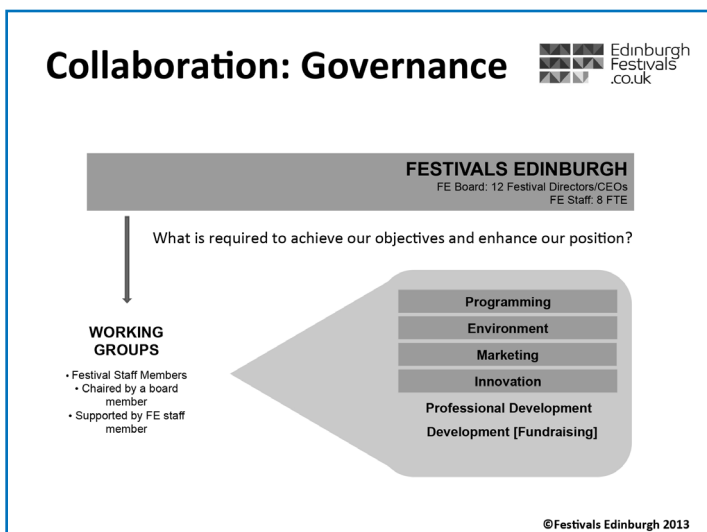 Collaboration: Governance
Edinburgh
Festivals
.co.uk
FESTIVALS EDINBURGH
FE Board: 12 Festival Directors/CEOs
FE Staff: 8 FTE
What is required to achieve our objectives and enhance our position?
WORKING
GROUPS
• Festival Staff Members
• Chaired by a board
member
• Supported by FE staff
member
Programming
Environment
Marketing
Innovation
Professional Development
Development [Fundraising]
©Festivals Edinburgh 2013